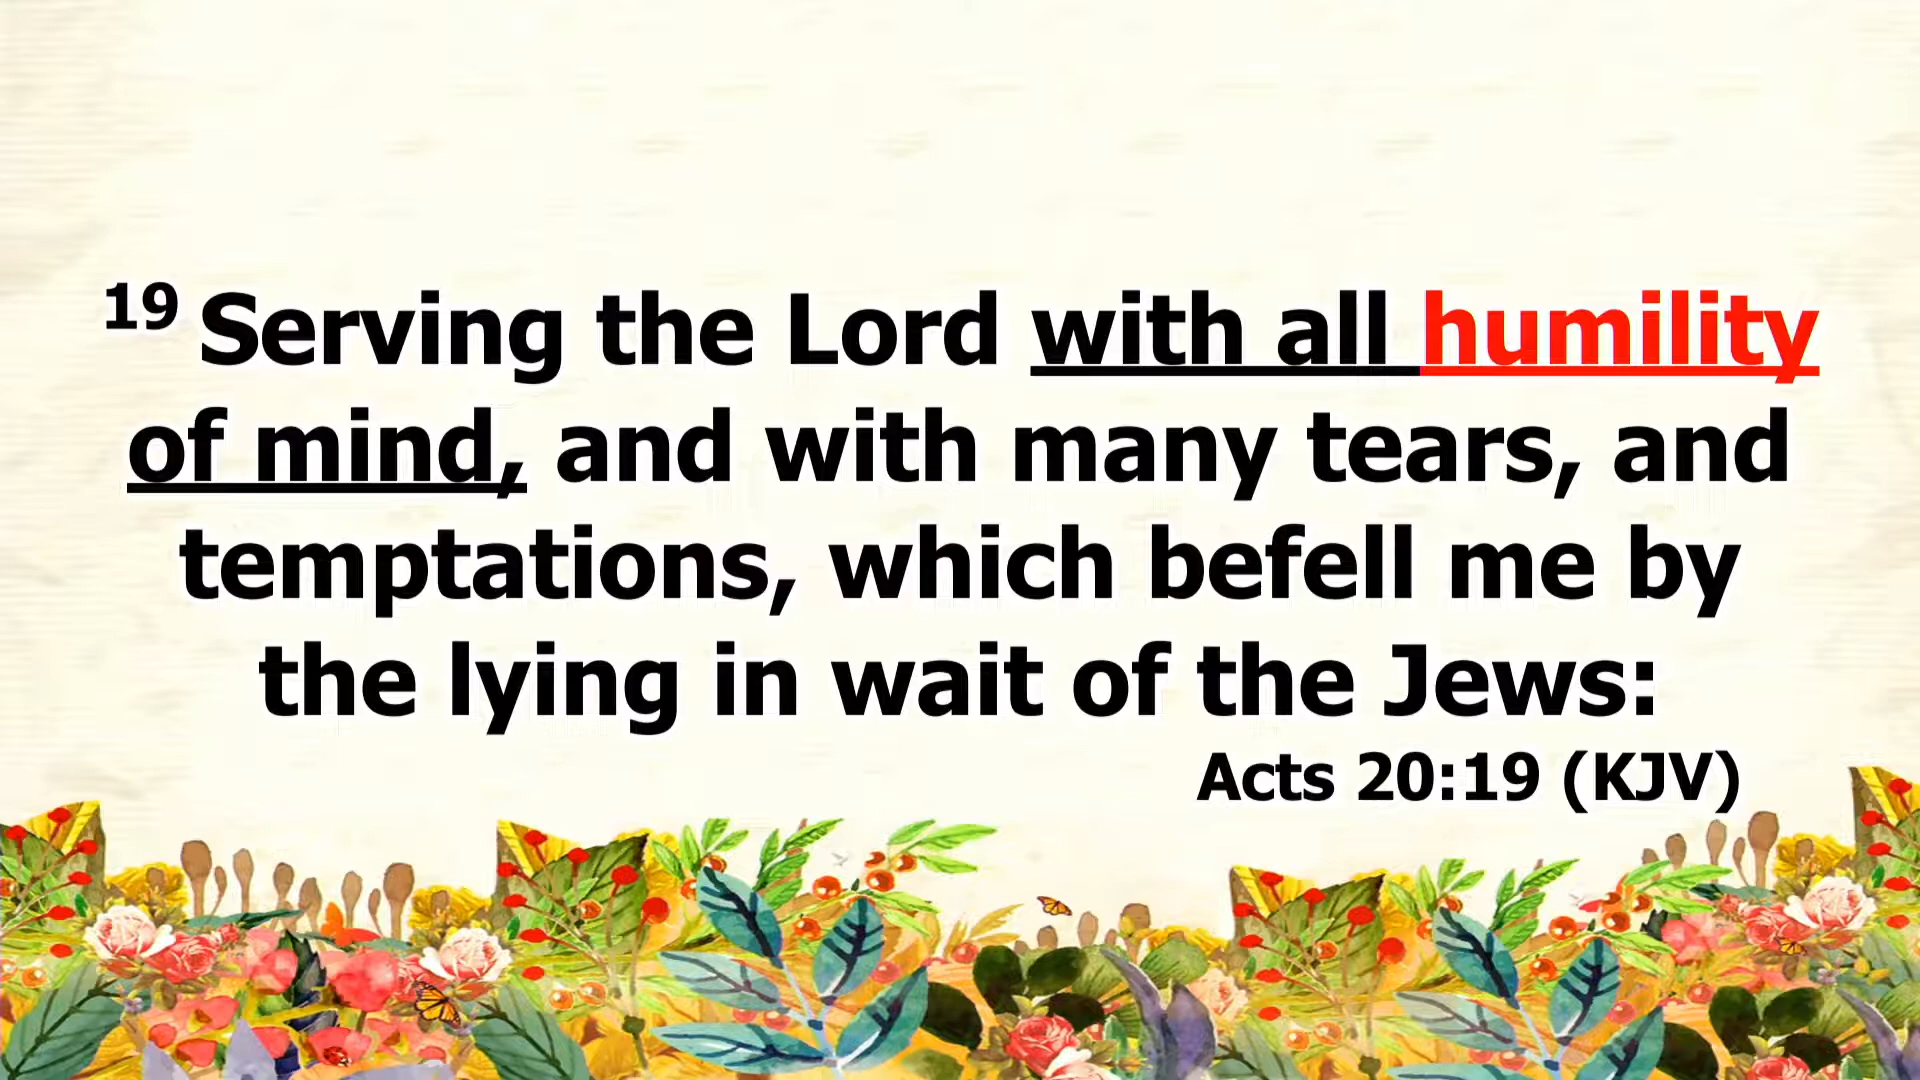 19 Serving the Lord with all humility
of mind, and with many tears, and
temptations, which befell me by
the lying in wait of the Jews:
Acts 20:19 (KJV)